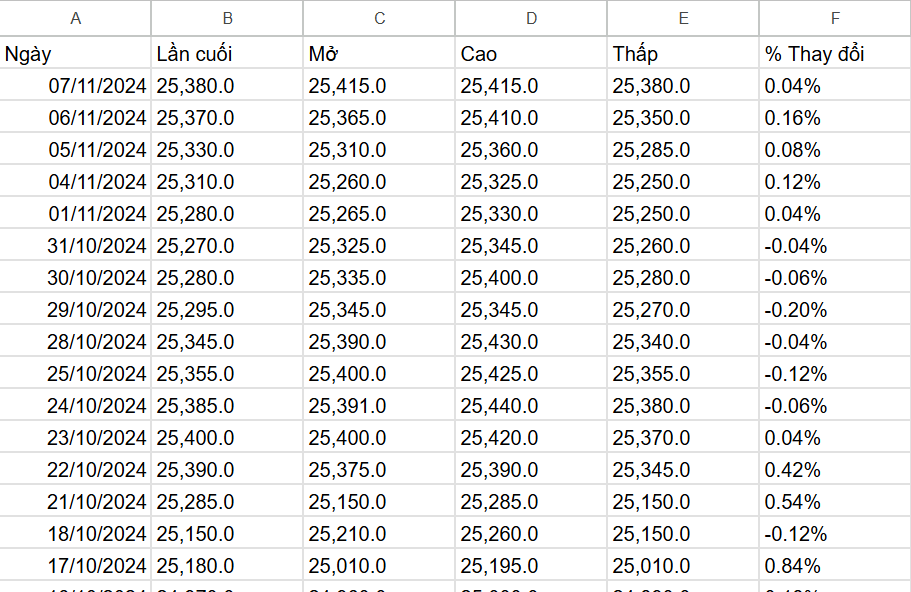 A B C D E F
Ngày Lần cuối Mở Cao Thấp % Thay đổi
07/11/2024 25,380.0 25,415.0 25,415.0 25,380.0 0.04%
06/11/2024 25,370.0 25,365.0 25,410.0 25,350.0 0.16%
05/11/2024 25,330.0 25,310.0 25,360.0 25,285.0 0.08%
04/11/2024 25,310.0 25,260.0 25,325.0 25,250.0 0.12%
01/11/2024 25,280.0 25,265.0 25,330.0 25,250.0 0.04%
31/10/2024 25,270.0 25,325.0 25,345.0 25,260.0 -0.04%
30/10/2024 25,280.0 25,335.0 25,400.0 25,280.0 -0.06%
29/10/2024 25,295.0 25,345.0 25,345.0 25,270.0 -0.20%
28/10/2024 25,345.0 25,390.0 25,430.0 25,340.0 -0.04%
25/10/2024 25,355.0 25,400.0 25,425.0 25,355.0 -0.12%
24/10/2024 25,385.0 25,391.0 25,440.0 25,380.0 -0.06%
23/10/2024 25,400.0 25,400.0 25,420.0 25,370.0 0.04%
22/10/2024 25,390.0 25,375.0 25,390.0 25,345.0 0.42%
21/10/2024 25,285.0 25,150.0 25,285.0 25,150.0 0.54%
18/10/2024 25,150.0 25,210.0 25,260.0 25,150.0 -0.12%
17/10/2024 25,180.0 25,010.0 25,195.0 25,010.0 0.84%